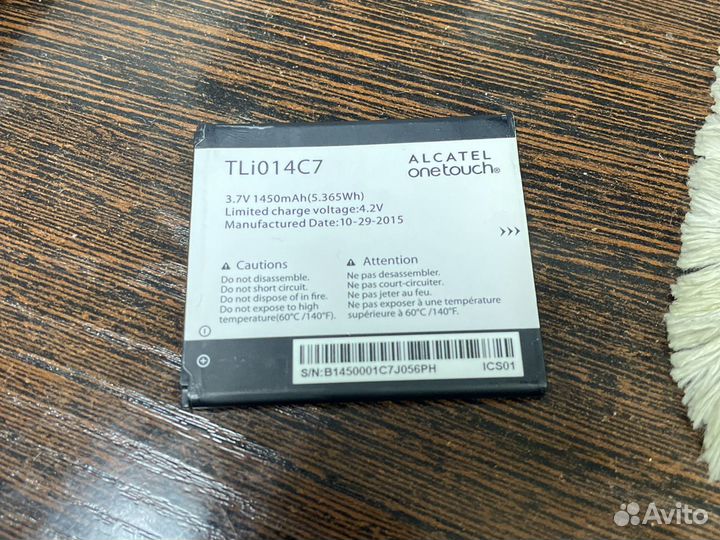 TLi014C7
ALCATEL
onetouch®
3.7V 1450mAh(5.365Wh)
Limited charge voltage:4.2V
Manufactured Date:10-29-2015
>>>
Cautions
Do not disassemble.
Do not short circuit.
Do not dispose of in fire.
Do not expose to high
temperature(60°C/140°F).
Attention
Ne pas desassembler.
Ne pas court-circuiter.
Ne pas jeter au feu.
Ne pas exposer à une température
supérieure à 60°C/140°F.
S/N:B1450001C7J056PH
ICS01
Avito